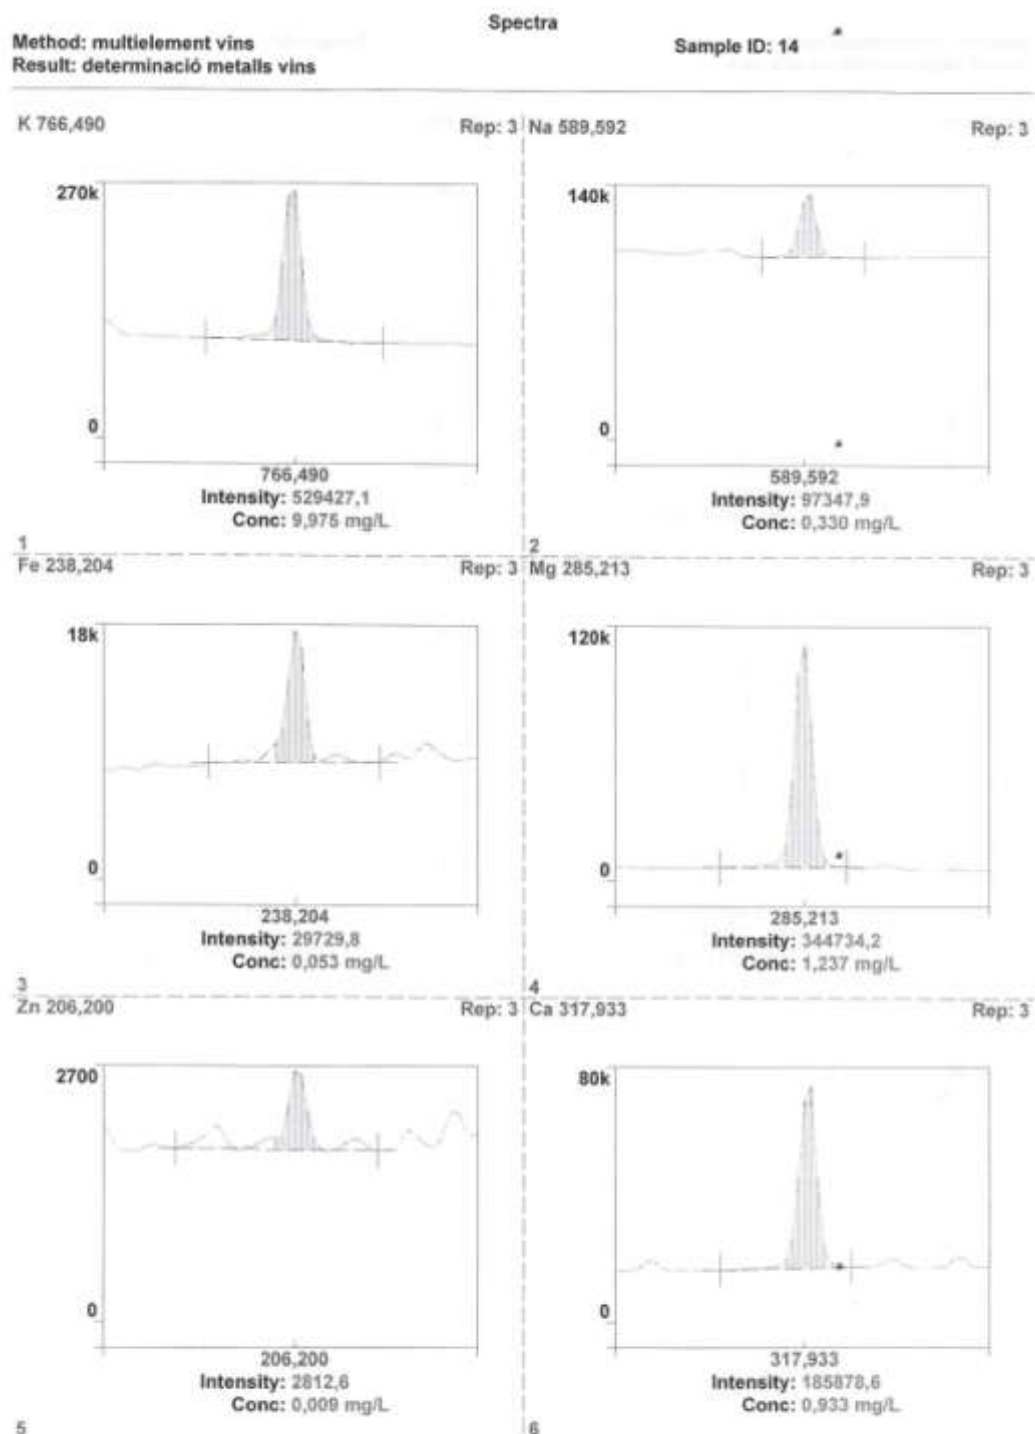 Spectra
Method: multielement vins
Sample ID: 14
Result: determinació metalls vins
K 766,490
Rep: 3
270k
0
766,490
Intensity: 529427,1
Conc: 9,975 mg/L
1
Na 589,592
Rep: 3
140k
0
589,592
Intensity: 97347,9
Conc: 0,330 mg/L
2
Fe 238,204
Rep: 3
18k
0
238,204
Intensity: 29729,8
Conc: 0,053 mg/L
3
Mg 285,213
Rep: 3
120k
0
285,213
Intensity: 344734,2
Conc: 1,237 mg/L
4
Zn 206,200
Rep: 3
2700
0
206,200
Intensity: 2812,6
Conc: 0,009 mg/L
5
Ca 317,933
Rep: 3
80k
0
317,933
Intensity: 185878,6
Conc: 0,933 mg/L
6